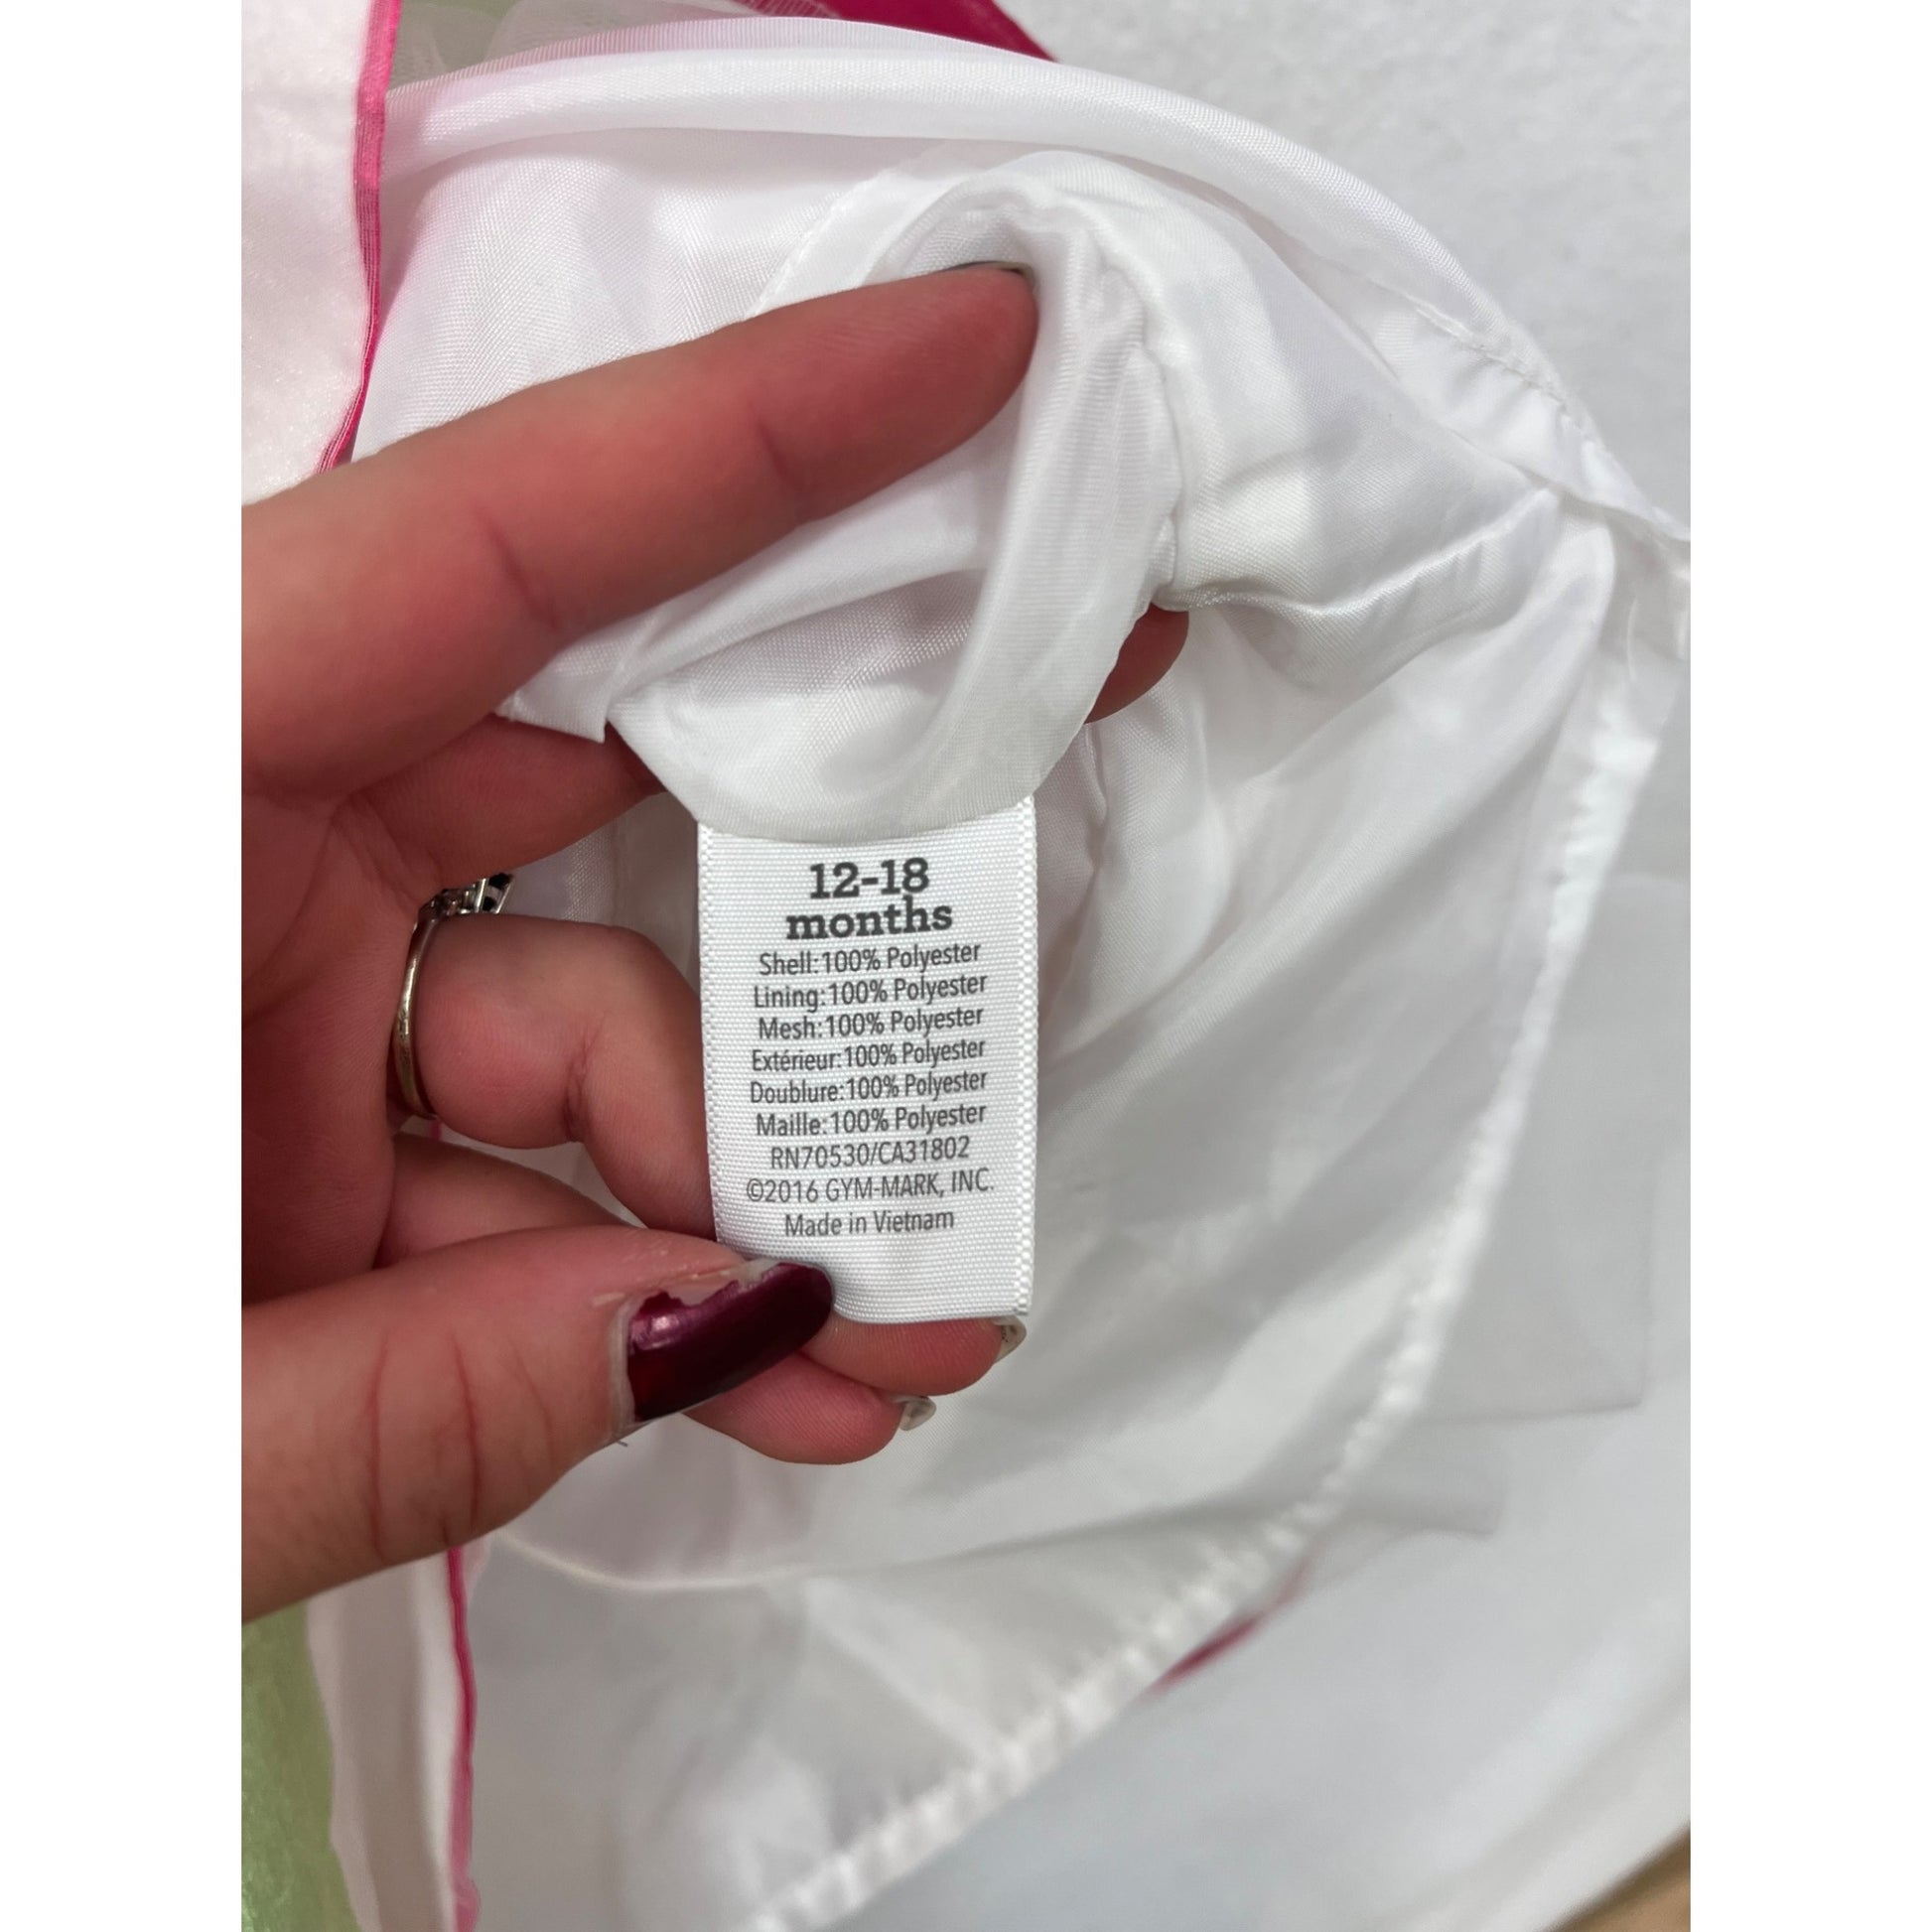 12-18
months
Shell:100% Polyester
Lining:100% Polyester
Mesh:100% Polyester
Extérieur:100% Polyester
Doublure:100% Polyester
Maille:100% Polyester
RN70530/CA31802
©2016 GYM-MARK, INC.
Made in Vietnam